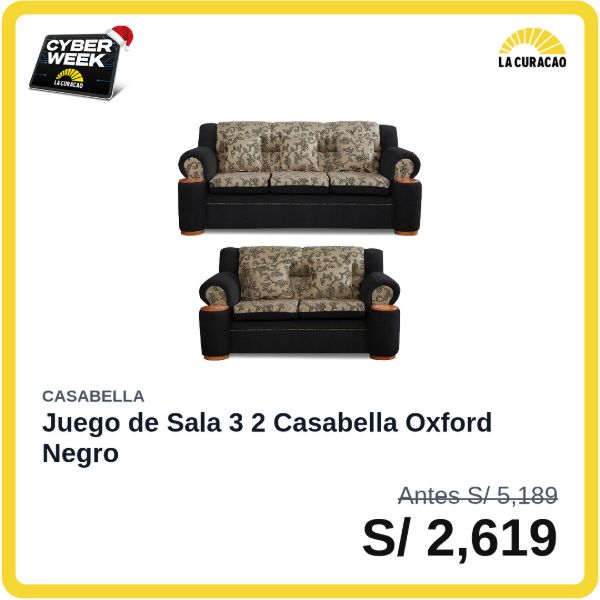 CYBER
WEEK
LA CURACAO
LA CURACAO
CASABELLA
Juego de Sala 3 2 Casabella Oxford
Negro
Antes S/ 5,189
S/ 2,619